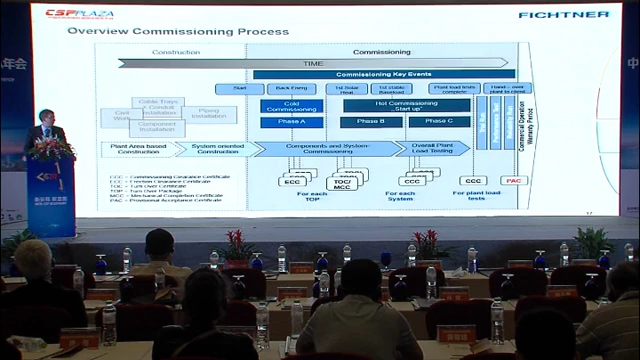 CSPPLAZA
FICHTNER
Overview Commissioning Process
Construction
Commissioning
TIME
Commissioning Key Events
Start
Back Energ
1st Solar
Heat
1st stable
Baseload
Plant load tests
complete
Hand - over
plant to client
Cable Trays
& Conduit
Installation
Component
Installation
Piping
Installation
Cold
Commissioning
Hot Commissioning
„Start up"
Phase A
Phase B
Phase C
Commercial Operation
Warranty Period
Plant Area based
Construction
System oriented
Construction
Components and System-
Commissioning
Overall Plant
Load Testing
CCC – Commissioning Clearance Certificate
ECC – Erection Clearance Certificate
TOC – Turn Over Certificate
TOP – Turn Over Package
MCC – Mechanical Completion Certificate
PAC – Provisional Acceptance Certificate
ECC
TOC/
MCC
CCC
CCC
PAC
For each
TOP
For each
System
For plant load
tests
17